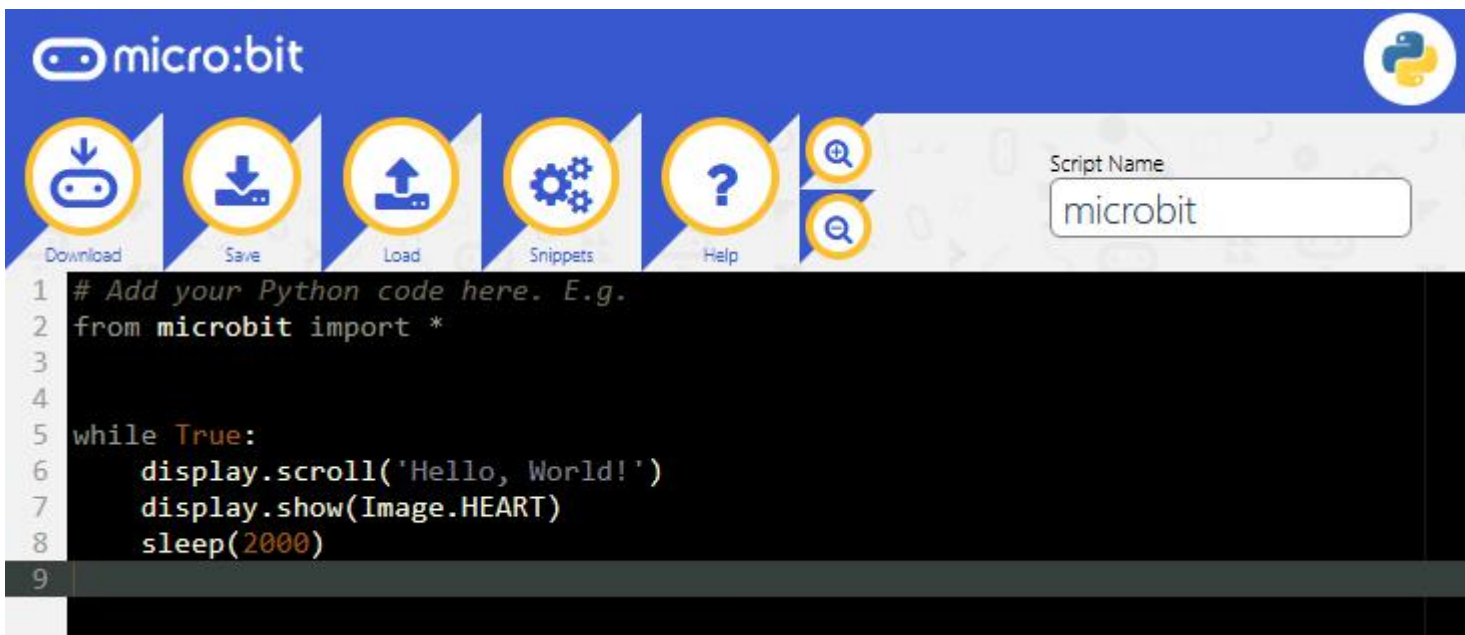 micro:bit
Download Save Load Snippets Help
Script Name
microbit
1 # Add your Python code here. E.g.
2 from microbit import *
3
4
5 while True:
6     display.scroll('Hello, World!')
7     display.show(Image.HEART)
8     sleep(2000)
9